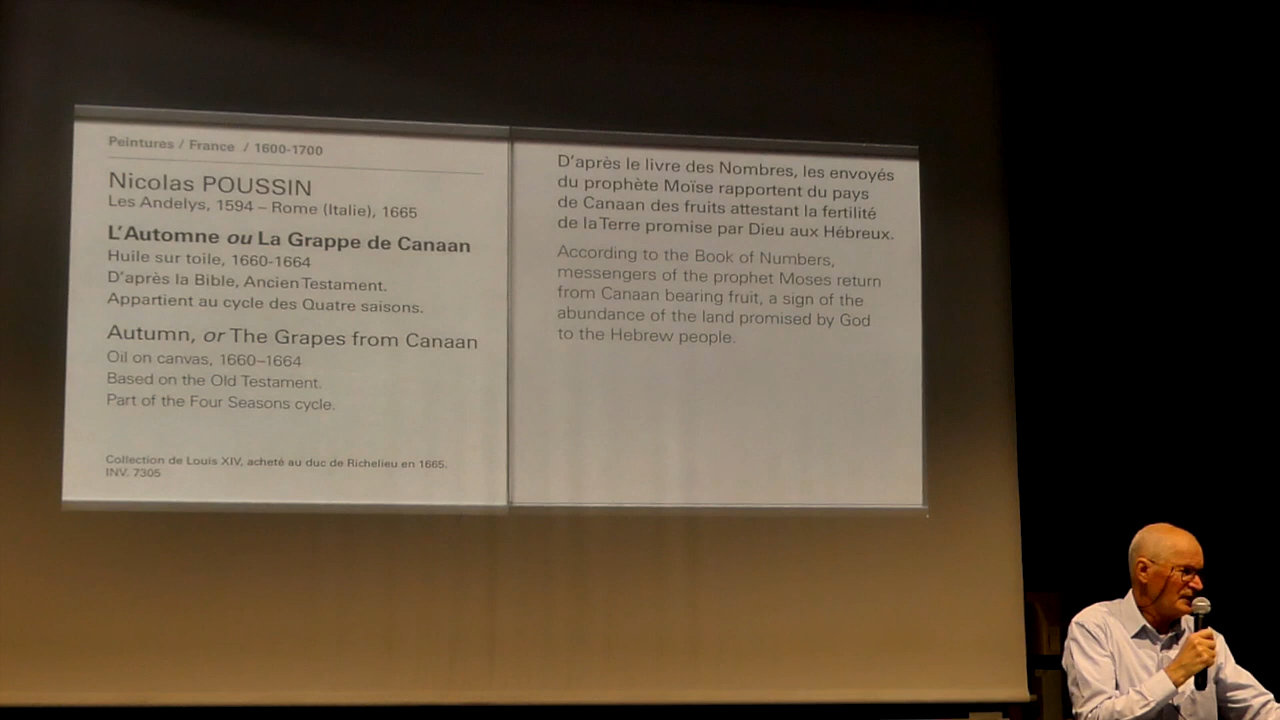 Peintures / France / 1600-1700
Nicolas POUSSIN
Les Andelys, 1594 – Rome (Italie), 1665
L'Automne ou La Grappe de Canaan
Huile sur toile, 1660-1664
D'après la Bible, Ancien Testament.
Appartient au cycle des Quatre saisons.
Autumn, or The Grapes from Canaan
Oil on canvas, 1660–1664
Based on the Old Testament.
Part of the Four Seasons cycle.
Collection de Louis XIV, acheté au duc de Richelieu en 1665.
INV. 7305
D'après le livre des Nombres, les envoyés
du prophète Moïse rapportent du pays
de Canaan des fruits attestant la fertilité
de la Terre promise par Dieu aux Hébreux.
According to the Book of Numbers,
messengers of the prophet Moses return
from Canaan bearing fruit, a sign of the
abundance of the land promised by God
to the Hebrew people.